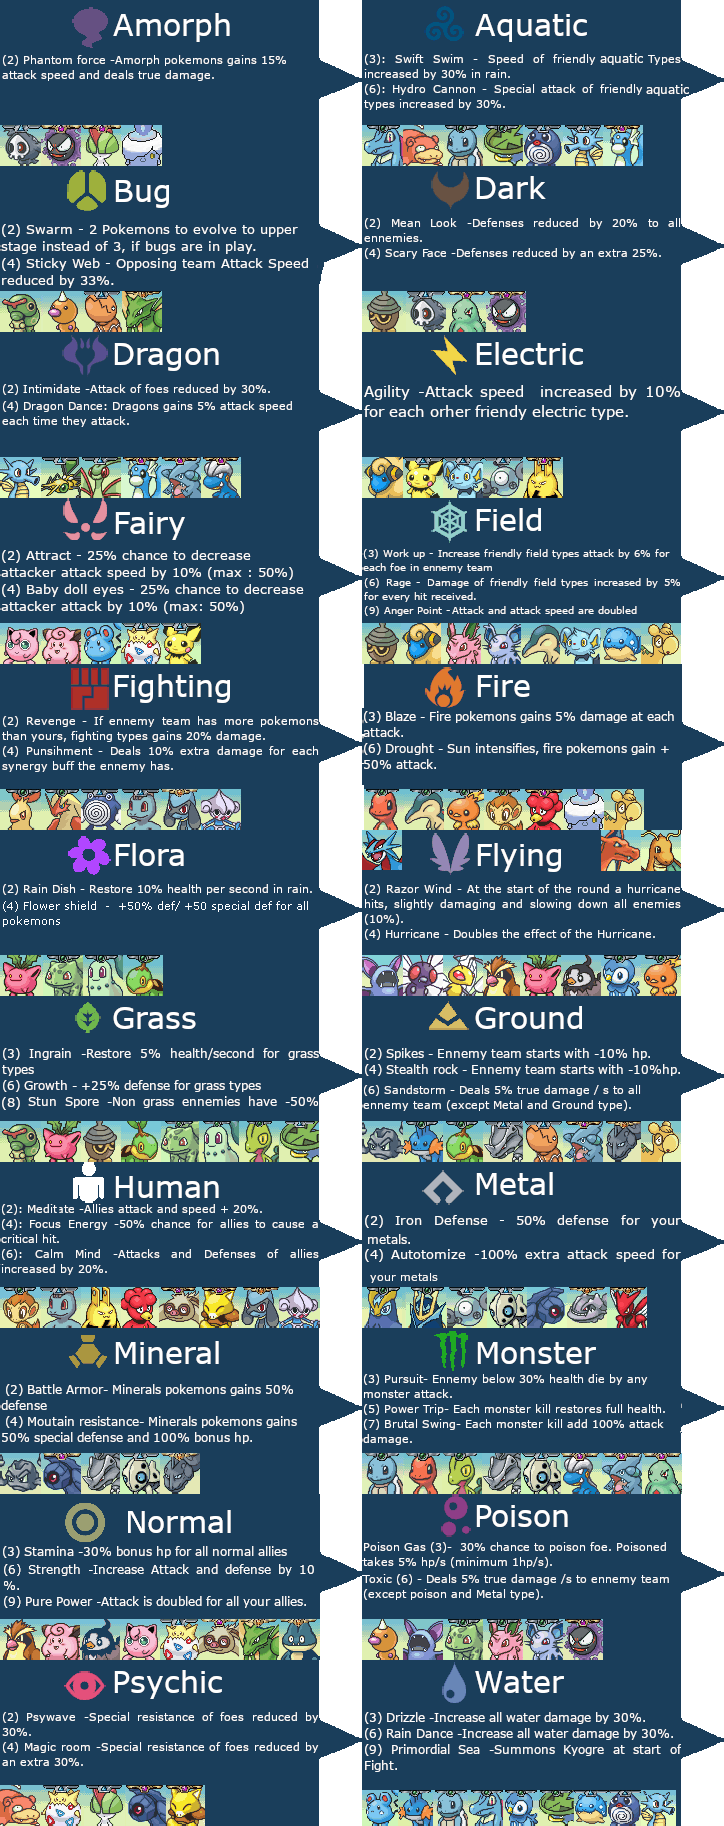 Amorph
(2) Phantom force -Amorph pokemons gains 15%
attack speed and deals true damage.
Aquatic
(3): Swift Swim - Speed of friendly aquatic Types
increased by 30% in rain.
(6): Hydro Cannon - Special attack of friendly aquatic
types increased by 30%.
Bug
(2) Swarm - 2 Pokemons to evolve to upper
stage instead of 3, if bugs are in play.
(4) Sticky Web - Opposing team Attack Speed
reduced by 33%.
Dark
(2) Mean Look -Defenses reduced by 20% to all
ennemies.
(4) Scary Face -Defenses reduced by an extra 25%.
Dragon
(2) Intimidate -Attack of foes reduced by 30%.
(4) Dragon Dance: Dragons gains 5% attack speed
each time they attack.
Electric
Agility -Attack speed increased by 10%
for each orher friendy electric type.
Fairy
(2) Attract - 25% chance to decrease
attacker attack speed by 10% (max : 50%)
(4) Baby doll eyes - 25% chance to decrease
attacker attack by 10% (max: 50%)
Field
(3) Work up - Increase friendly field types attack by 6% for
each foe in ennemy team
(6) Rage - Damage of friendly field types increased by 5%
for every hit received.
(9) Anger Point -Attack and attack speed are doubled
Fighting
(2) Revenge - If ennemy team has more pokemons
than yours, fighting types gains 20% damage.
(4) Punsihment - Deals 10% extra damage for each
synergy buff the ennemy has.
Fire
(3) Blaze - Fire pokemons gains 5% damage at each
attack.
(6) Drought - Sun intensifies, fire pokemons gain +
50% attack.
Flora
(2) Rain Dish - Restore 10% health per second in rain.
(4) Flower shield - +50% def/ +50 special def for all
pokemons
Flying
(2) Razor Wind - At the start of the round a hurricane
hits, slightly damaging and slowing down all enemies
(10%).
(4) Hurricane - Doubles the effect of the Hurricane.
Grass
(3) Ingrain -Restore 5% health/second for grass
types
(6) Growth - +25% defense for grass types
(8) Stun Spore -Non grass ennemies have -50%
Ground
(2) Spikes - Ennemy team starts with -10% hp.
(4) Stealth rock - Ennemy team starts with -10%hp.
(6) Sandstorm - Deals 5% true damage / s to all
ennemy team (except Metal and Ground type).
Human
(2): Meditate -Allies attack and speed + 20%.
(4): Focus Energy -50% chance for allies to cause a
critical hit.
(6): Calm Mind -Attacks and Defenses of allies
increased by 20%.
Metal
(2) Iron Defense - 50% defense for your
metals.
(4) Autotomize -100% extra attack speed for
your metals
Mineral
(2) Battle Armor- Minerals pokemons gains 50%
defense
(4) Moutain resistance- Minerals pokemons gains
50% special defense and 100% bonus hp.
Monster
(3) Pursuit- Ennemy below 30% health die by any
monster attack.
(5) Power Trip- Each monster kill restores full health.
(7) Brutal Swing- Each monster kill add 100% attack
damage.
Normal
(3) Stamina -30% bonus hp for all normal allies
(6) Strength -Increase Attack and defense by 10
%.
(9) Pure Power -Attack is doubled for all your allies.
Poison
Poison Gas (3)- 30% chance to poison foe. Poisoned
takes 5% hp/s (minimum 1hp/s).
Toxic (6) - Deals 5% true damage /s to ennemy team
(except poison and Metal type).
Psychic
(2) Psywave -Special resistance of foes reduced by
30%.
(4) Magic room -Special resistance of foes reduced by
an extra 30%.
Water
(3) Drizzle -Increase all water damage by 30%.
(6) Rain Dance -Increase all water damage by 30%.
(9) Primordial Sea -Summons Kyogre at start of
Fight.